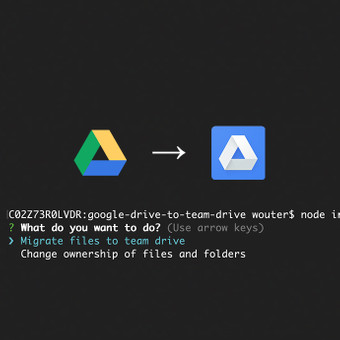 C02Z73R0LVDR:google-drive-to-team-drive wouter$ node in
? What do you want to do? (Use arrow keys)
❯ Migrate files to team drive
Change ownership of files and folders